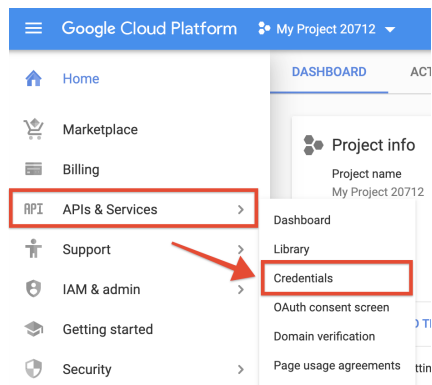 Google Cloud Platform My Project 20712
Home
Marketplace
Billing
API APIs & Services
Support
IAM & admin
Getting started
Security
DASHBOARD
Project info
Project name
My Project 20712
Dashboard
Library
Credentials
OAuth consent screen
Domain verification
Page usage agreements